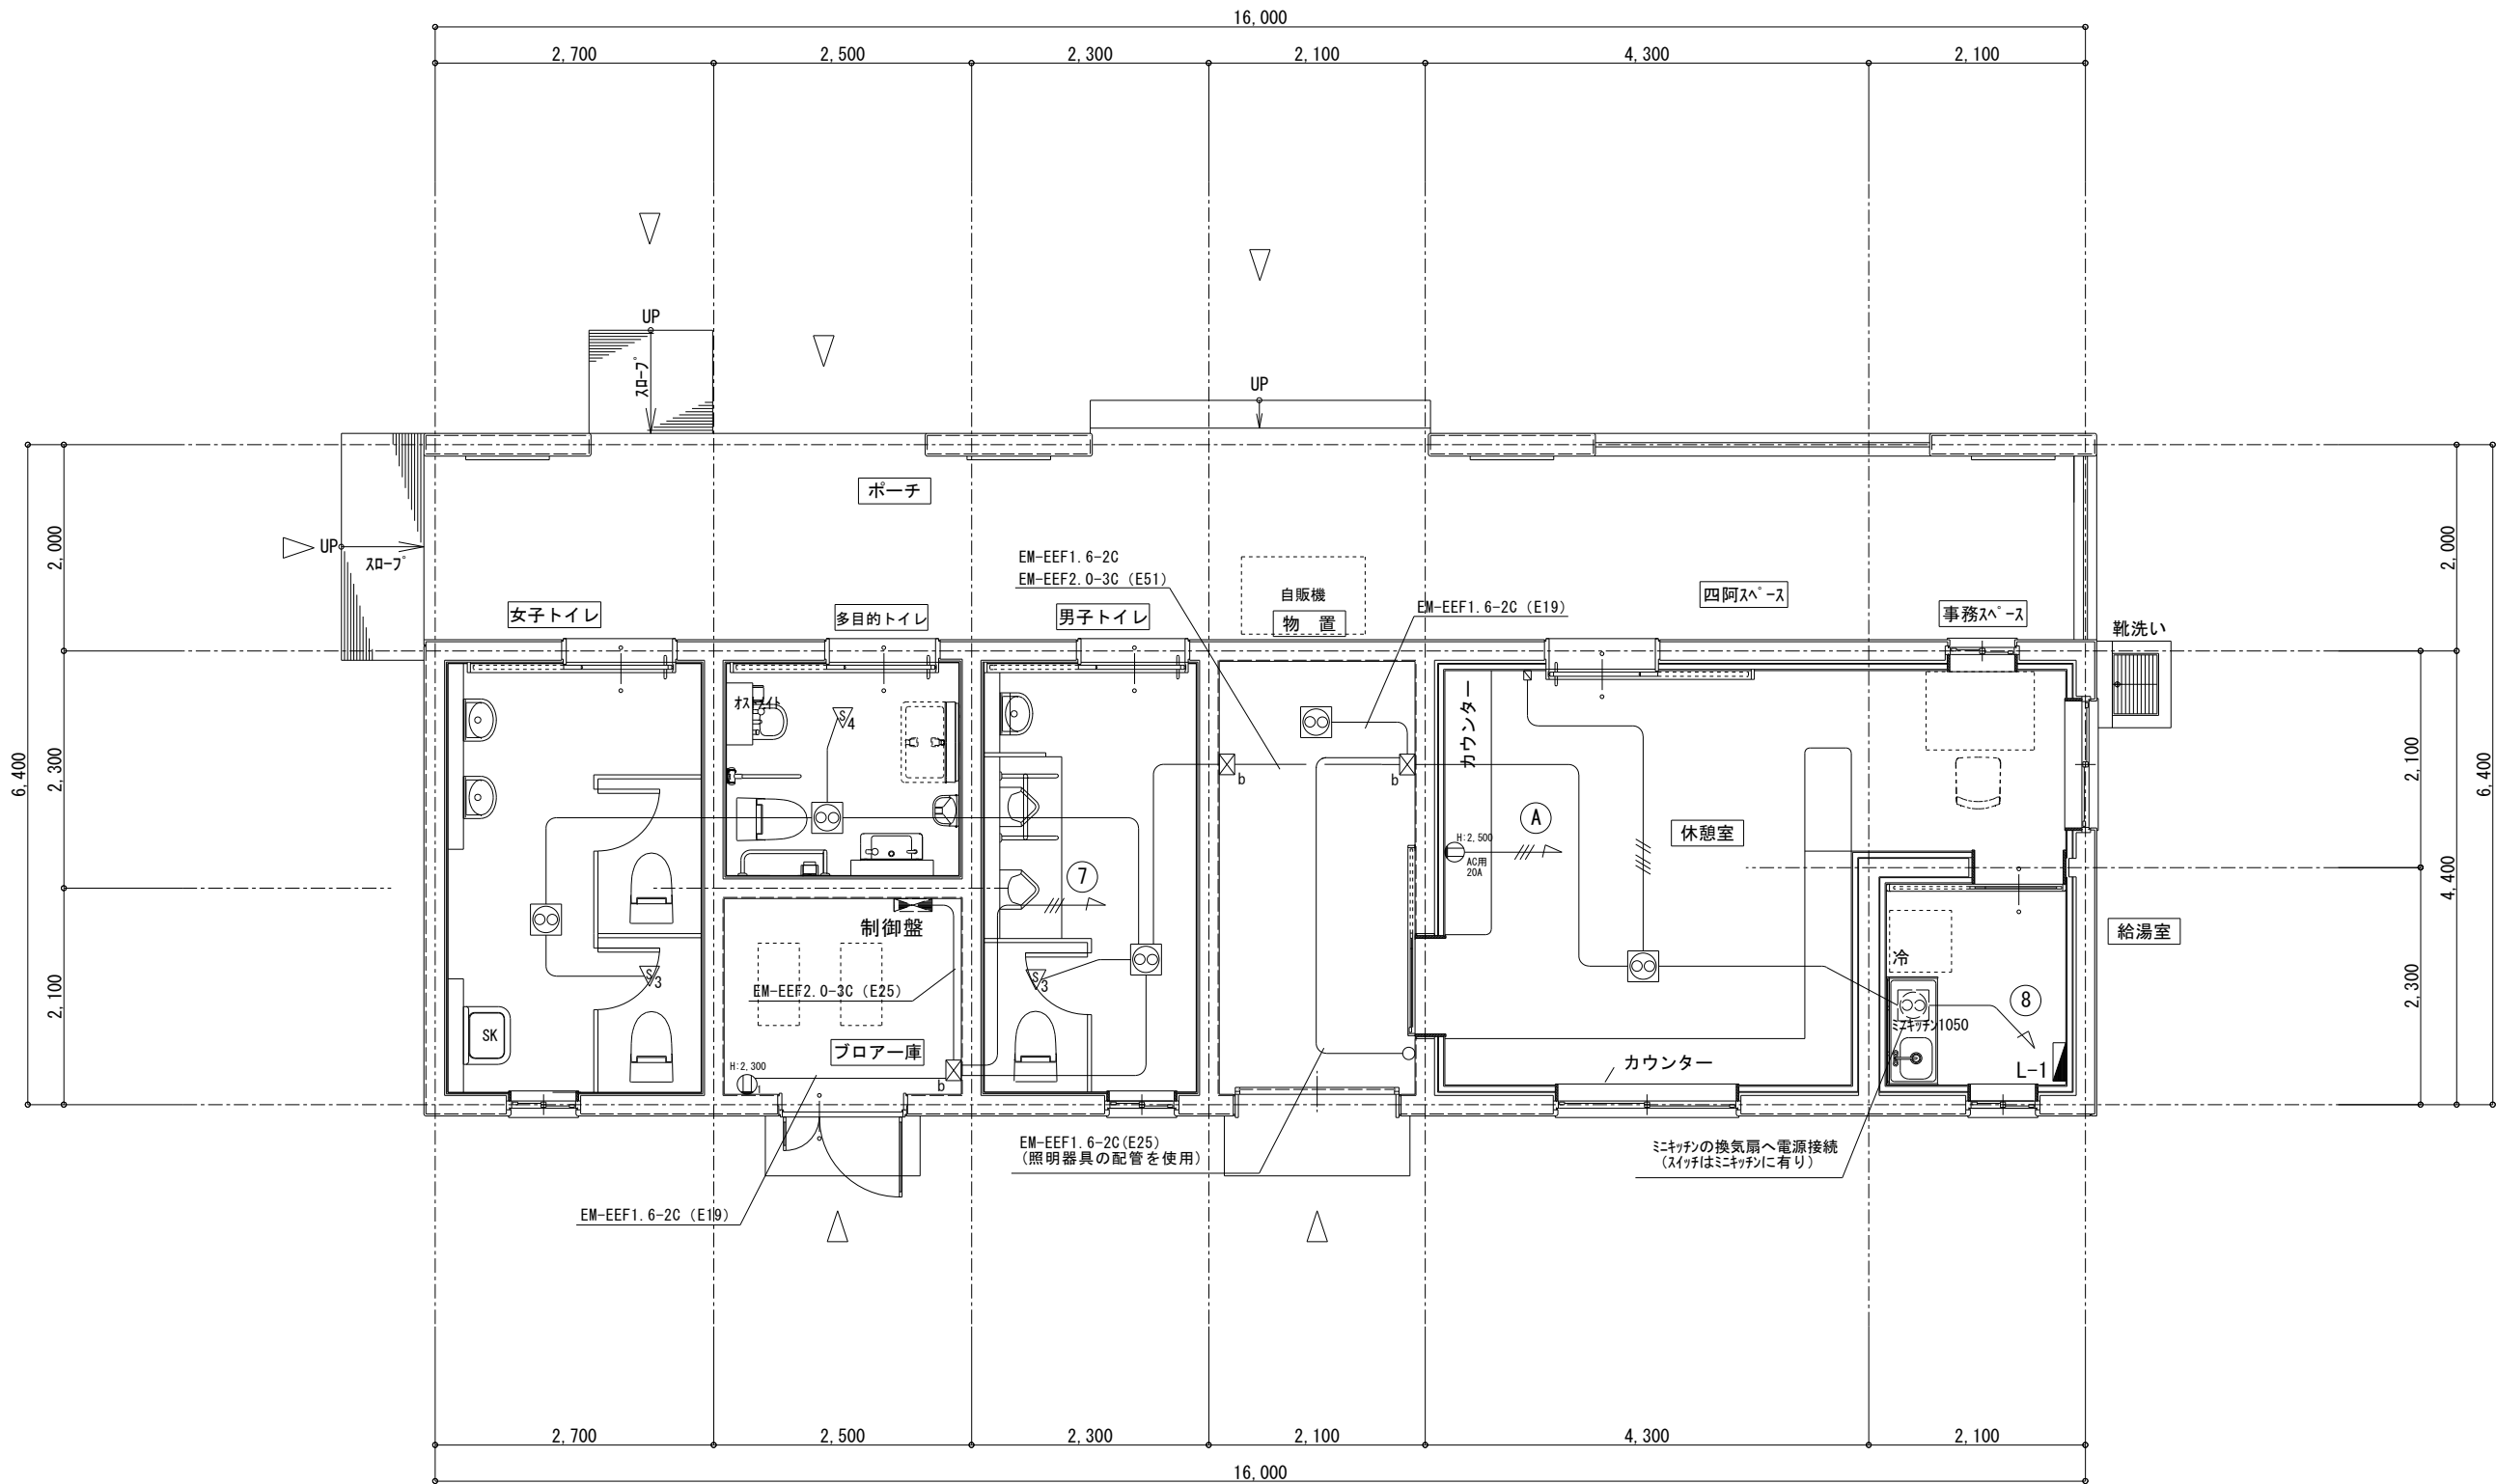 16,000
2,700
2,500
2,300
2,100
4,300
2,100
UP
ｽﾛｰﾌﾟ
UP
ポーチ
UP
ｽﾛｰﾌﾟ
2,000
2,300
2,100
6,400
2,000
2,100
2,300
4,400
6,400
EM-EEF1.6-2C
EM-EEF2.0-3C (E51)
自販機
物 置
EM-EEF1.6-2C (E19)
四阿ｽﾍﾟｰｽ
事務ｽﾍﾟｰｽ
靴洗い
女子トイレ
多目的トイレ
男子トイレ
S
4
カウンター
b
b
A
H:2,500
AC用
20A
休憩室
7
制御盤
給湯室
冷
S
3
S
3
EM-EEF2.0-3C (E25)
8
ﾐﾆｷｯﾁﾝ1050
SK
ブロアー庫
H:2,300
1
b
カウンター
L-1
EM-EEF1.6-2C(E25)
(照明器具の配管を使用)
ﾐﾆｷｯﾁﾝの換気扇へ電源接続
(ｽｲｯﾁはﾐﾆｷｯﾁﾝに有り)
EM-EEF1.6-2C (E19)
2,700
2,500
2,300
2,100
4,300
2,100
16,000